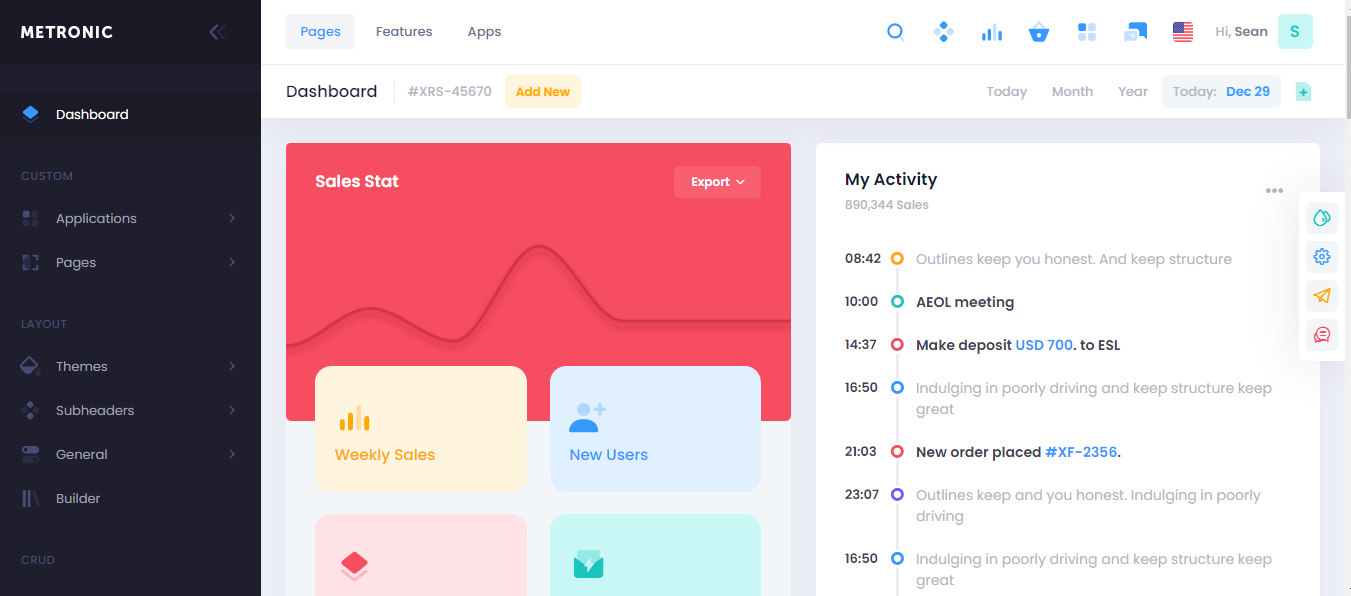 METRONIC
Dashboard
CUSTOM
Applications
Pages
LAYOUT
Themes
Subheaders
General
Builder
CRUD
Pages Features Apps
Hi, Sean S
Dashboard #XRS-45670 Add New
Today Month Year Today: Dec 29
Sales Stat
Export
Weekly Sales
New Users
My Activity
890,344 Sales
08:42 Outlines keep you honest. And keep structure
10:00 AEOL meeting
14:37 Make deposit USD 700. to ESL
16:50 Indulging in poorly driving and keep structure keep
great
21:03 New order placed #XF-2356.
23:07 Outlines keep and you honest. Indulging in poorly
driving
16:50 Indulging in poorly driving and keep structure keep
great